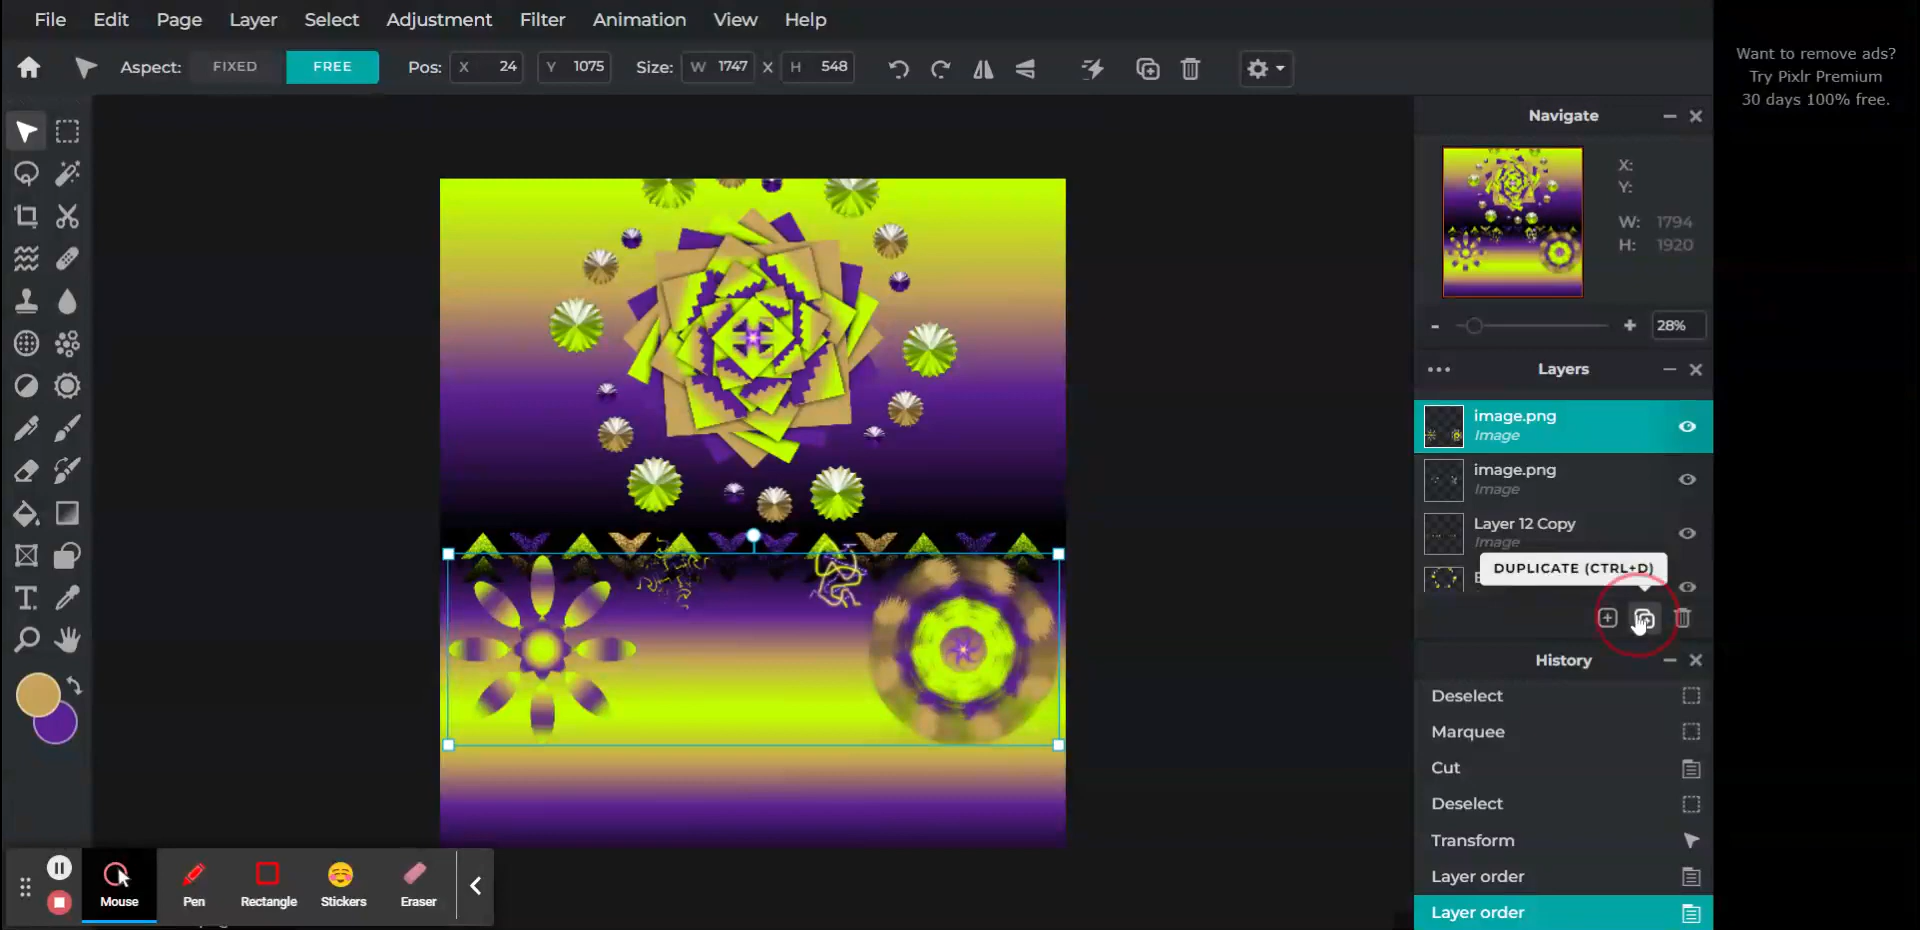 File Edit Page Layer Select Adjustment Filter Animation View Help
Aspect: FIXED FREE Pos: X 24 Y 1075 Size: W 1747 X H 548
Want to remove ads?
Try Pixlr Premium
30 days 100% free.
Navigate
X:
Y:
W: 1794
H: 1920
- + 28%
Layers
image.png
Image
image.png
Image
Layer 12 Copy
Image
DUPLICATE (CTRL+D)
History
Deselect
Marquee
Cut
Deselect
Transform
Layer order
Layer order
Mouse Pen Rectangle Stickers Eraser